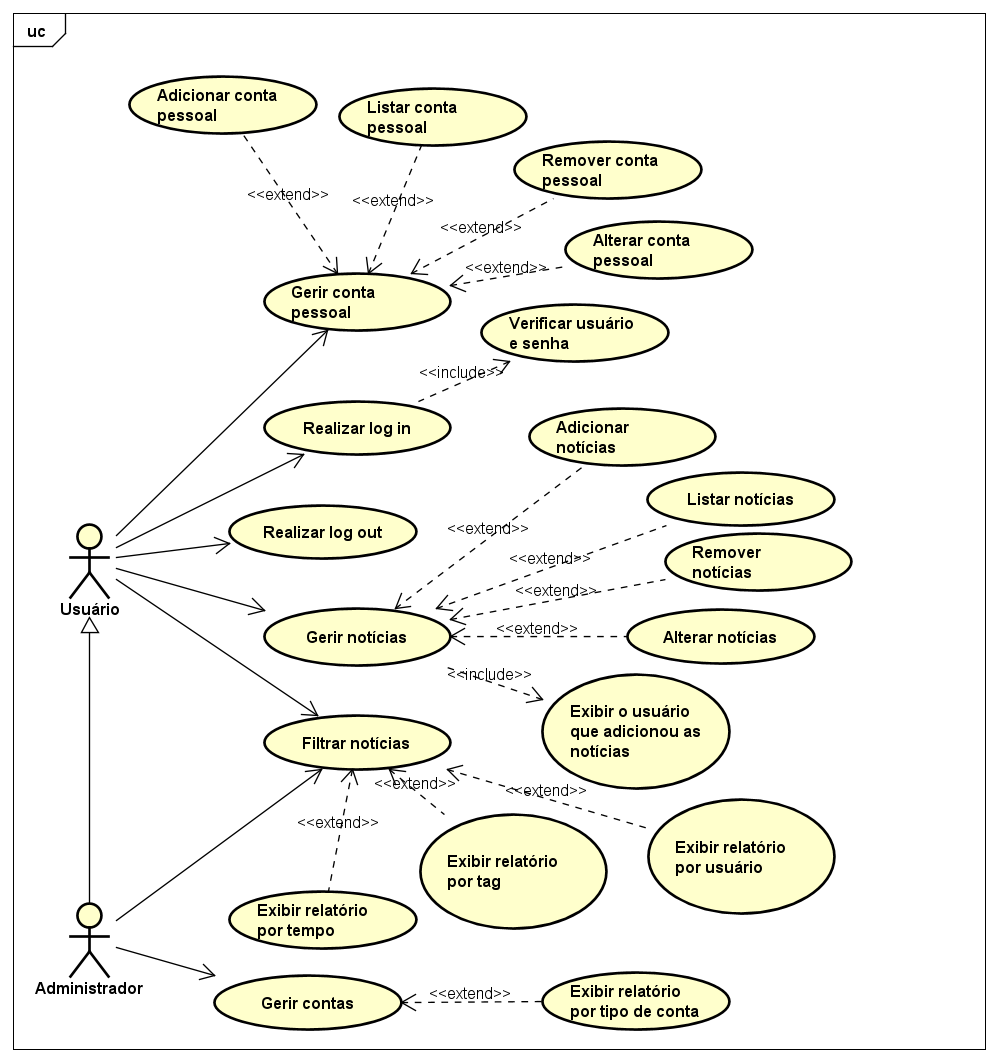 uc
Adicionar conta
pessoal
Listar conta
pessoal
Remover conta
pessoal
<<extend>>
<<extend>>
<<extend>>
Alterar conta
pessoal
<<extend>>
Gerir conta
pessoal
Verificar usuário
e senha
<<include>>
Realizar log in
Adicionar
notícias
Listar notícias
Realizar log out
<<extend>>
<<extend>>
Remover
notícias
<<extend>>
Usuário
Gerir notícias
<<extend>>
Alterar notícias
<<include>>
Exibir o usuário
que adicionou as
notícias
Filtrar notícias
<<extend>>
<<extend>>
<<extend>>
Exibir relatório
por usuário
Exibir relatório
por tag
Exibir relatório
por tempo
Administrador
Gerir contas
<<extend>>
Exibir relatório
por tipo de conta